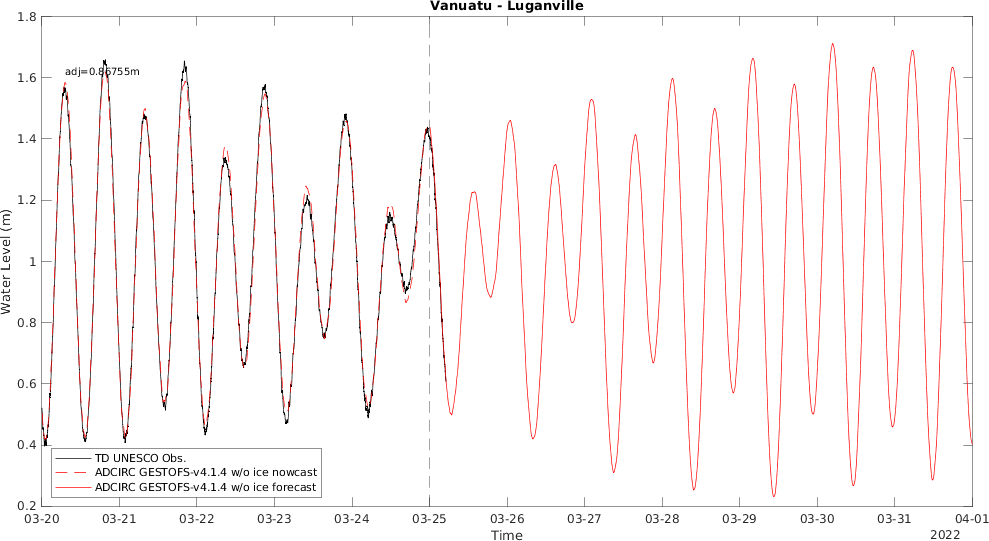 Vanuatu - Luganville
1.8
1.6
1.4
1.2
1
0.8
0.6
0.4
0.2
Water Level (m)
adj=0.86755m
TD UNESCO Obs.
ADCIRC GESTOFS-v4.1.4 w/o ice nowcast
ADCIRC GESTOFS-v4.1.4 w/o ice forecast
03-20 03-21 03-22 03-23 03-24 03-25 03-26 03-27 03-28 03-29 03-30 03-31 04-01
Time
2022